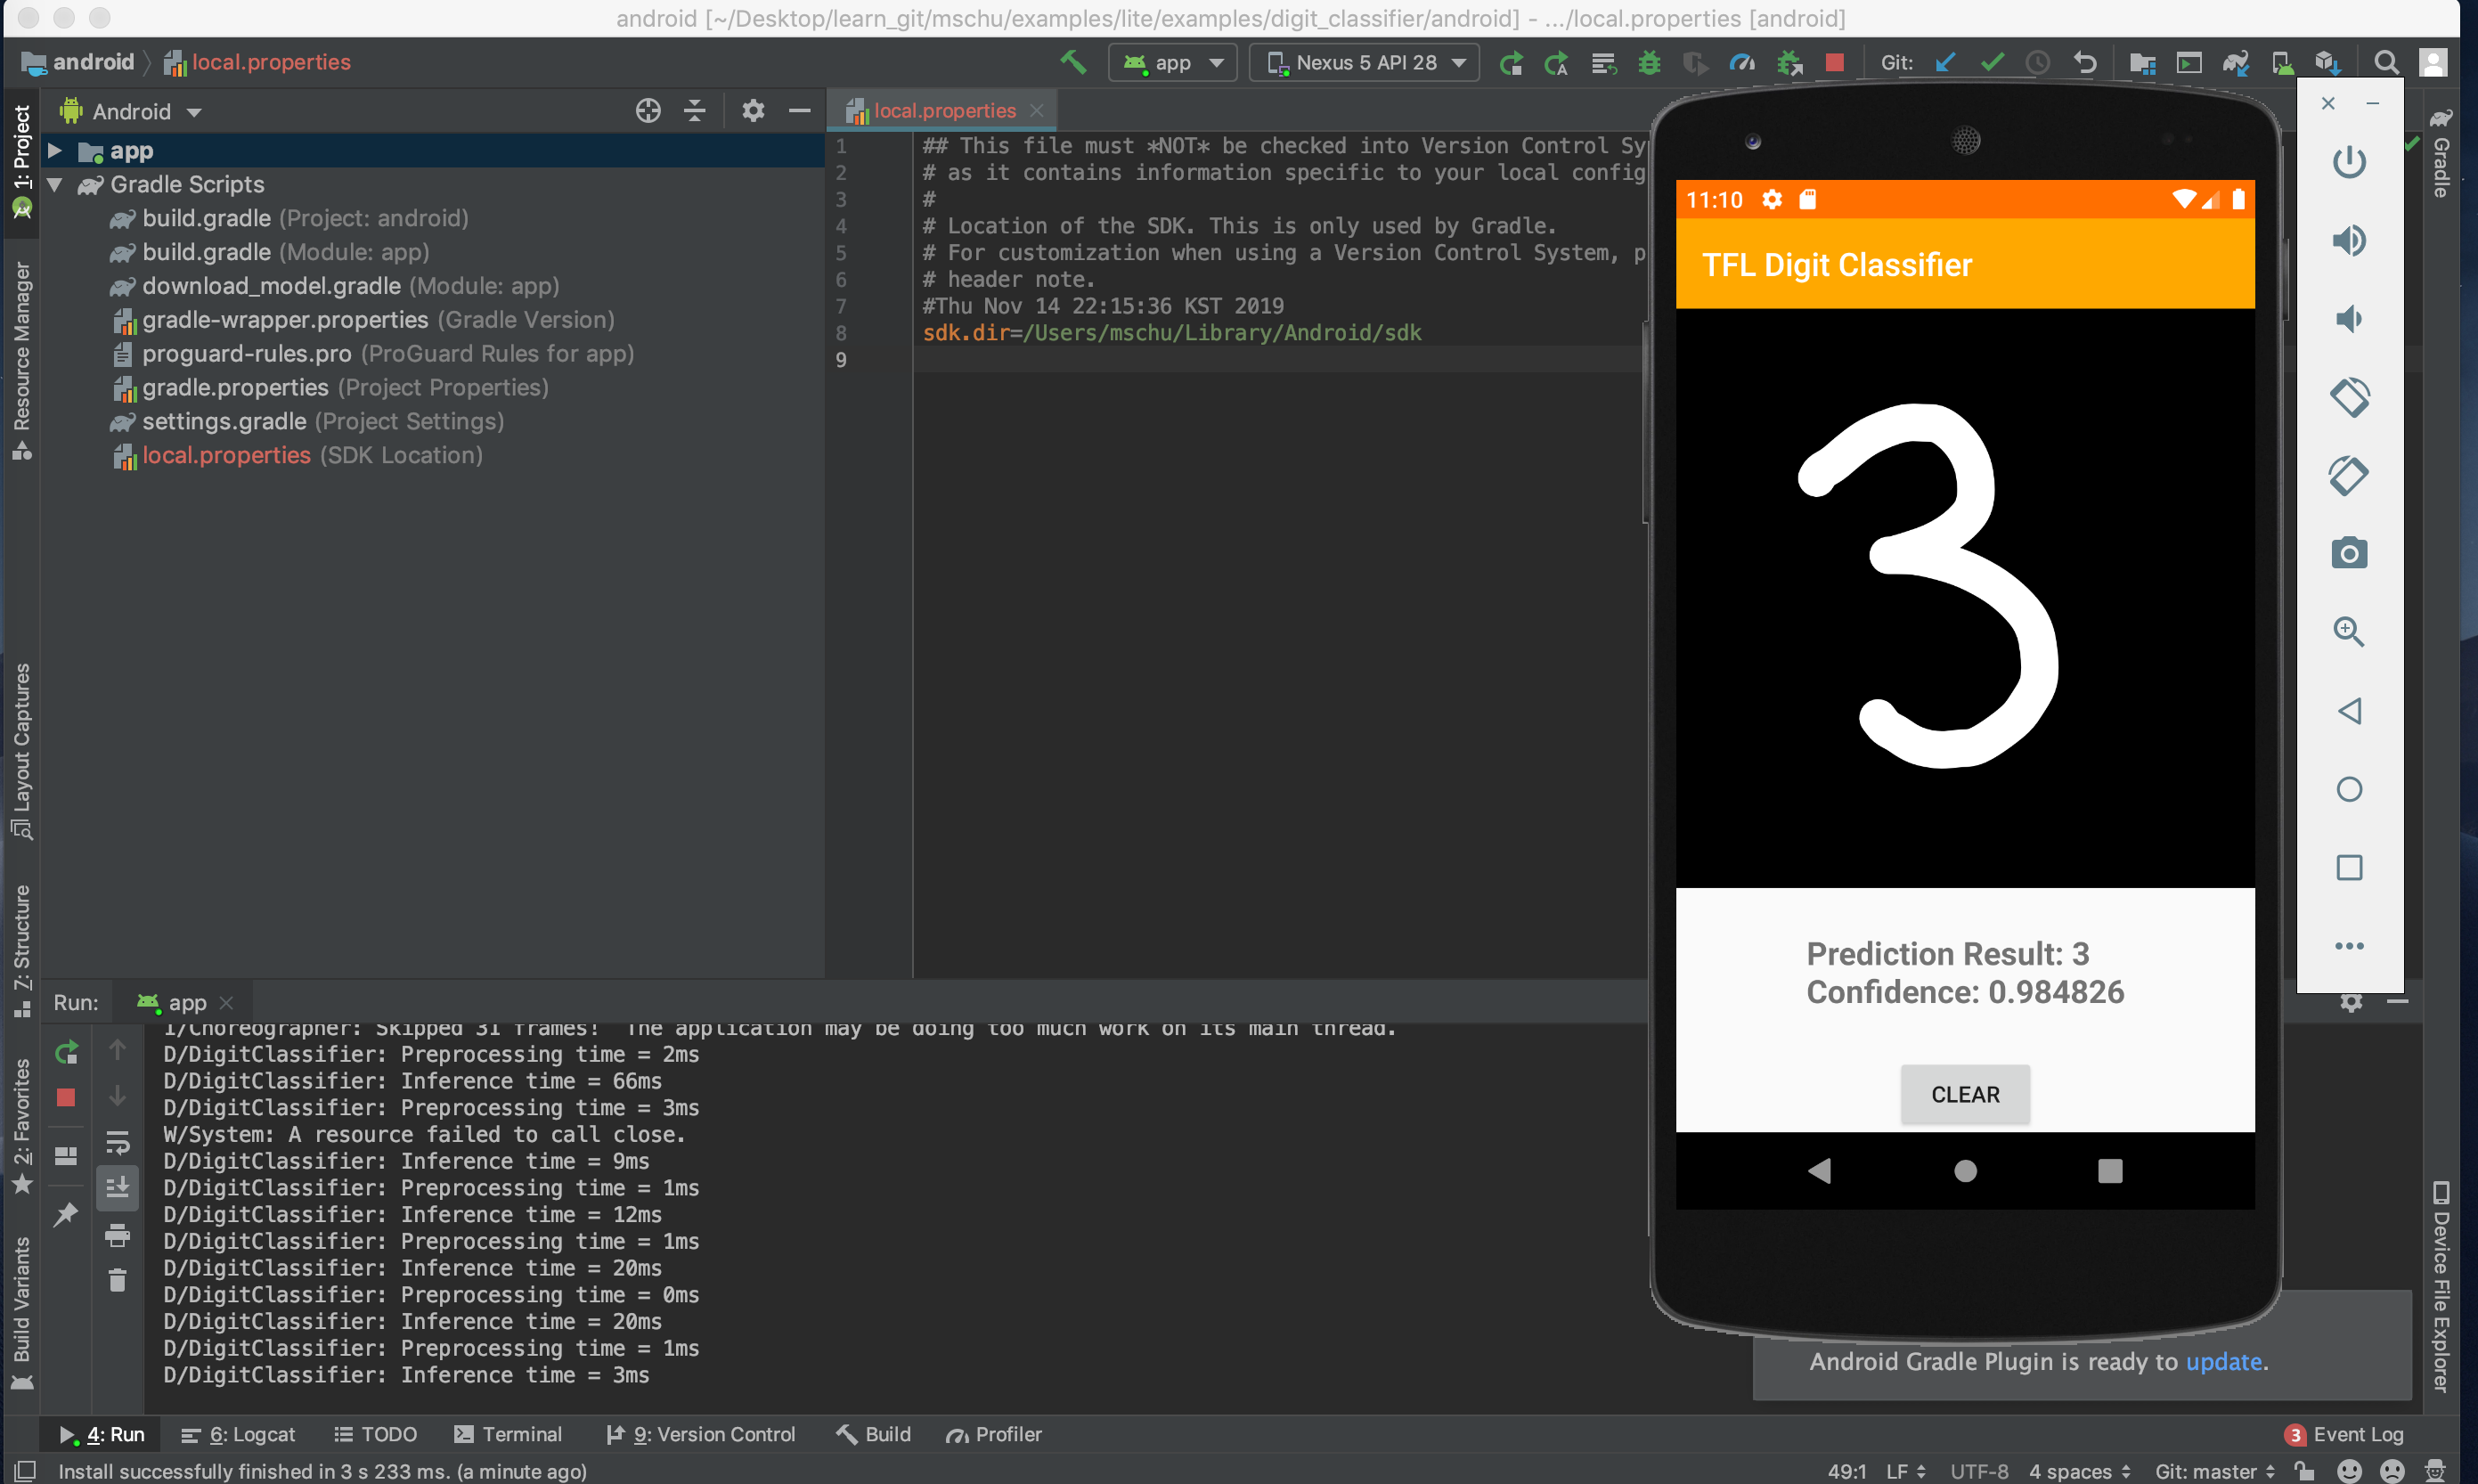 android [~/Desktop/learn_git/mschu/examples/lite/examples/digit_classifier/android] - .../local.properties [android]
android local.properties
app
Nexus 5 API 28
Git:
1: Project
Resource Manager
Layout Captures
7: Structure
2: Favorites
Build Variants
Android
app
Gradle Scripts
build.gradle (Project: android)
build.gradle (Module: app)
download_model.gradle (Module: app)
gradle-wrapper.properties (Gradle Version)
proguard-rules.pro (ProGuard Rules for app)
gradle.properties (Project Properties)
settings.gradle (Project Settings)
local.properties (SDK Location)
local.properties
1 ## This file must *NOT* be checked into Version Control Sy
2 # as it contains information specific to your local config
3 #
4 # Location of the SDK. This is only used by Gradle.
5 # For customization when using a Version Control System, p
6 # header note.
7 #Thu Nov 14 22:15:36 KST 2019
8 sdk.dir=/Users/mschu/Library/Android/sdk
9
11:10
TFL Digit Classifier
3
Prediction Result: 3
Confidence: 0.984826
CLEAR
Gradle
Device File Explorer
Run: app
I/Choreographer: Skipped 31 frames!  The application may be doing too much work on its main thread.
D/DigitClassifier: Preprocessing time = 2ms
D/DigitClassifier: Inference time = 66ms
D/DigitClassifier: Preprocessing time = 3ms
W/System: A resource failed to call close.
D/DigitClassifier: Inference time = 9ms
D/DigitClassifier: Preprocessing time = 1ms
D/DigitClassifier: Inference time = 12ms
D/DigitClassifier: Preprocessing time = 1ms
D/DigitClassifier: Inference time = 20ms
D/DigitClassifier: Preprocessing time = 0ms
D/DigitClassifier: Inference time = 20ms
D/DigitClassifier: Preprocessing time = 1ms
D/DigitClassifier: Inference time = 3ms
Android Gradle Plugin is ready to update.
4: Run
6: Logcat
TODO
Terminal
9: Version Control
Build
Profiler
3 Event Log
Install successfully finished in 3 s 233 ms. (a minute ago)
49:1
LF
UTF-8
4 spaces
Git: master